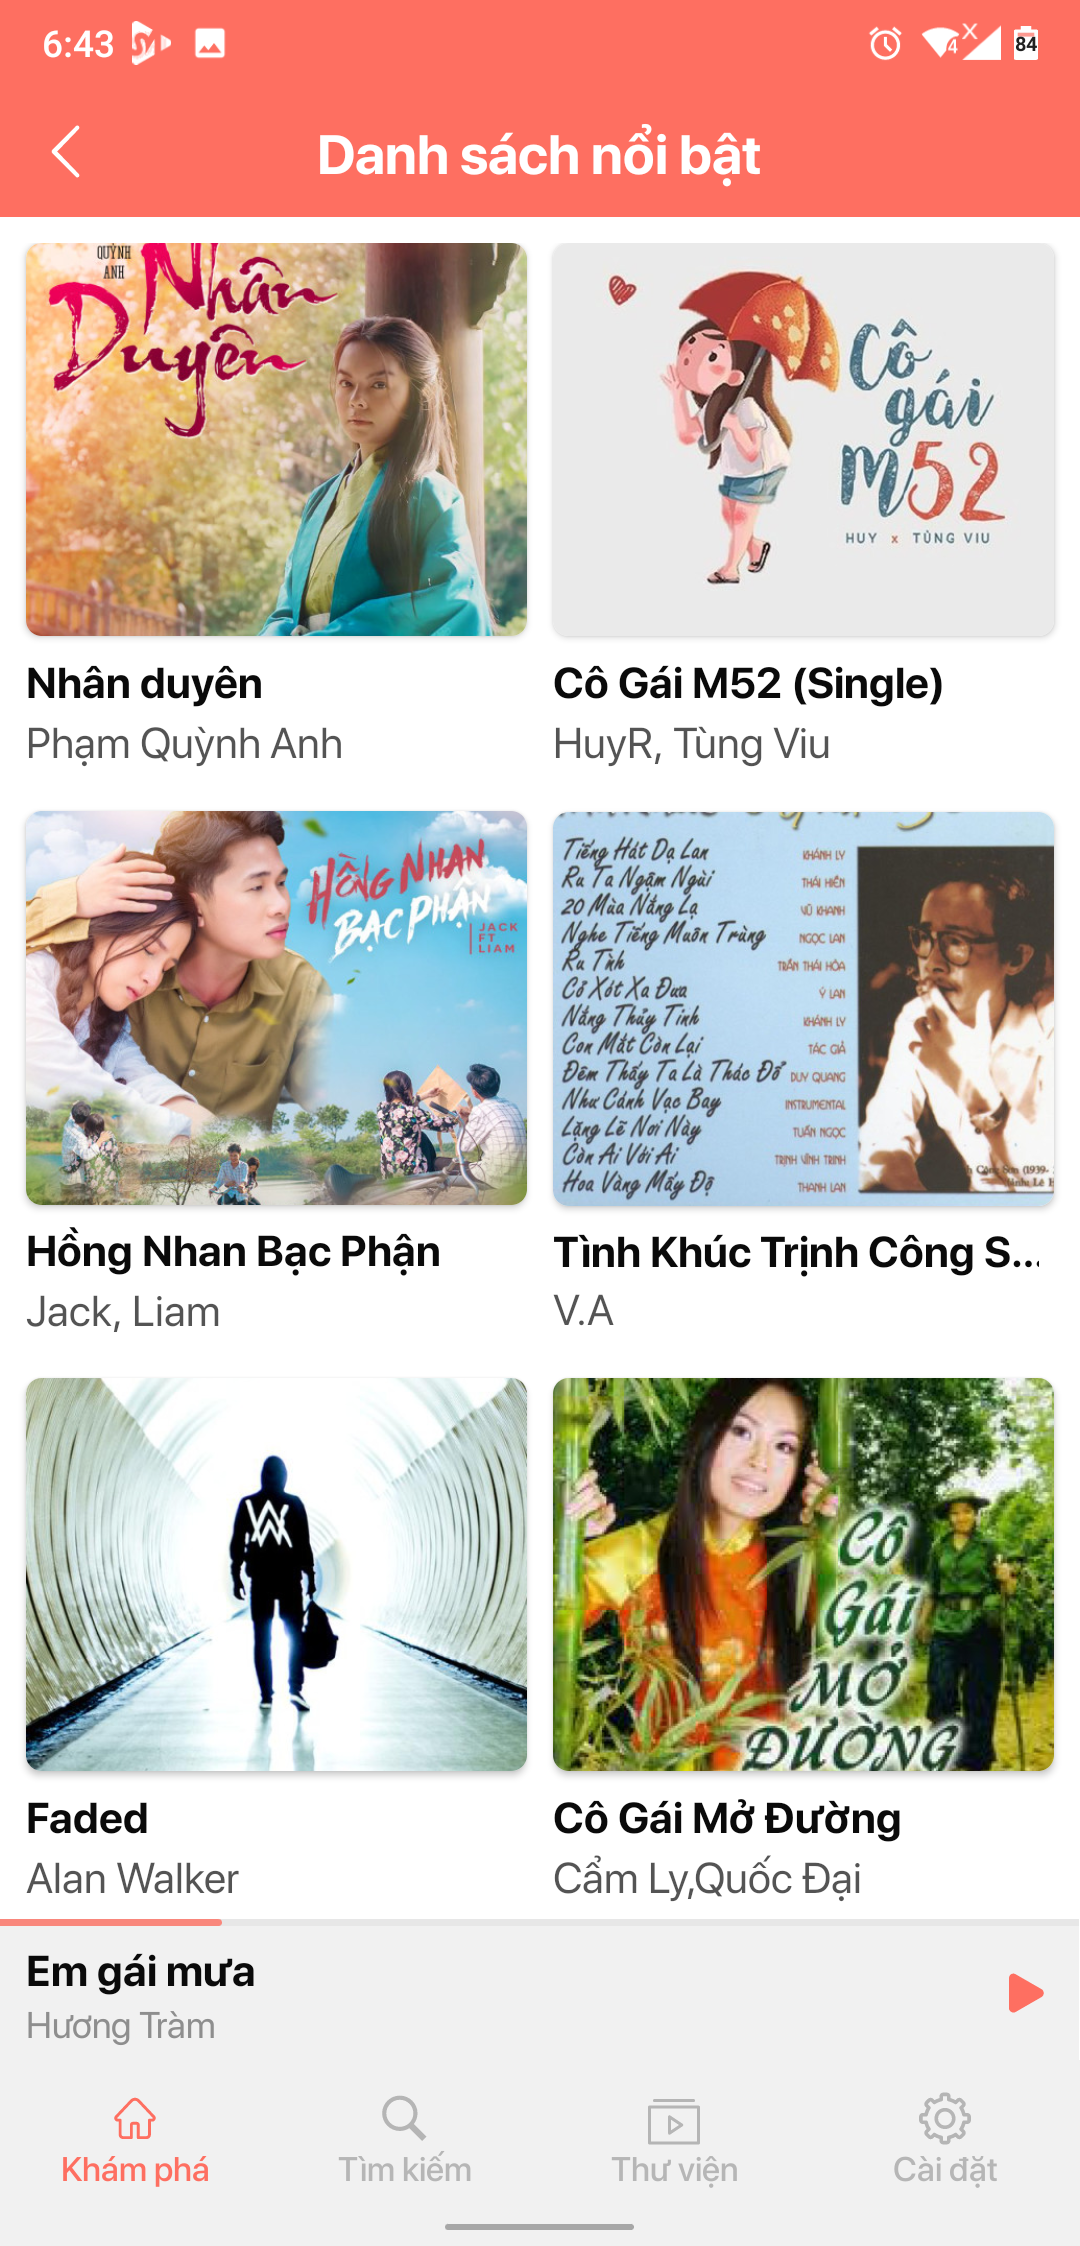 6:43
4
X
84
Danh sách nổi bật
QUỲNH
ANH
Nhân
Duyên
Cô
gái
M52
HUY x TÙNG VIU
Nhân duyên
Phạm Quỳnh Anh
Cô Gái M52 (Single)
HuyR, Tùng Viu
HỒNG NHAN
BẠC PHẬN
JACK
FT
LIAM
Tiếng Hát Dạ Lan KHÁNH LY
Ru Ta Ngậm Ngùi THÁI HIỀN
20 Mùa Nắng Lạ VŨ KHANH
Nghe Tiếng Muôn Trùng NGỌC LAN
Ru Tình TRẦN THÁI HÒA
Cỏ Xót Xa Đưa Ý LAN
Nắng Thủy Tinh KHÁNH LY
Con Mắt Còn Lại TÁC GIẢ
Đêm Thấy Ta Là Thác Đổ DUY QUANG
Như Cánh Vạc Bay INSTRUMENTAL
Lặng Lẽ Nơi Này TUẤN NGỌC
Còn Ai Với Ai TRỊNH VĨNH TRINH
Hoa Vàng Mấy Độ THANH LAN
Công Sơn (1939-
Hồng Nhan Bạc Phận
Jack, Liam
Tình Khúc Trịnh Công S...
V.A
Cô
Gái
MỞ
ĐƯỜNG
Faded
Alan Walker
Cô Gái Mở Đường
Cẩm Ly,Quốc Đại
Em gái mưa
Hương Tràm
Khám phá
Tìm kiếm
Thư viện
Cài đặt